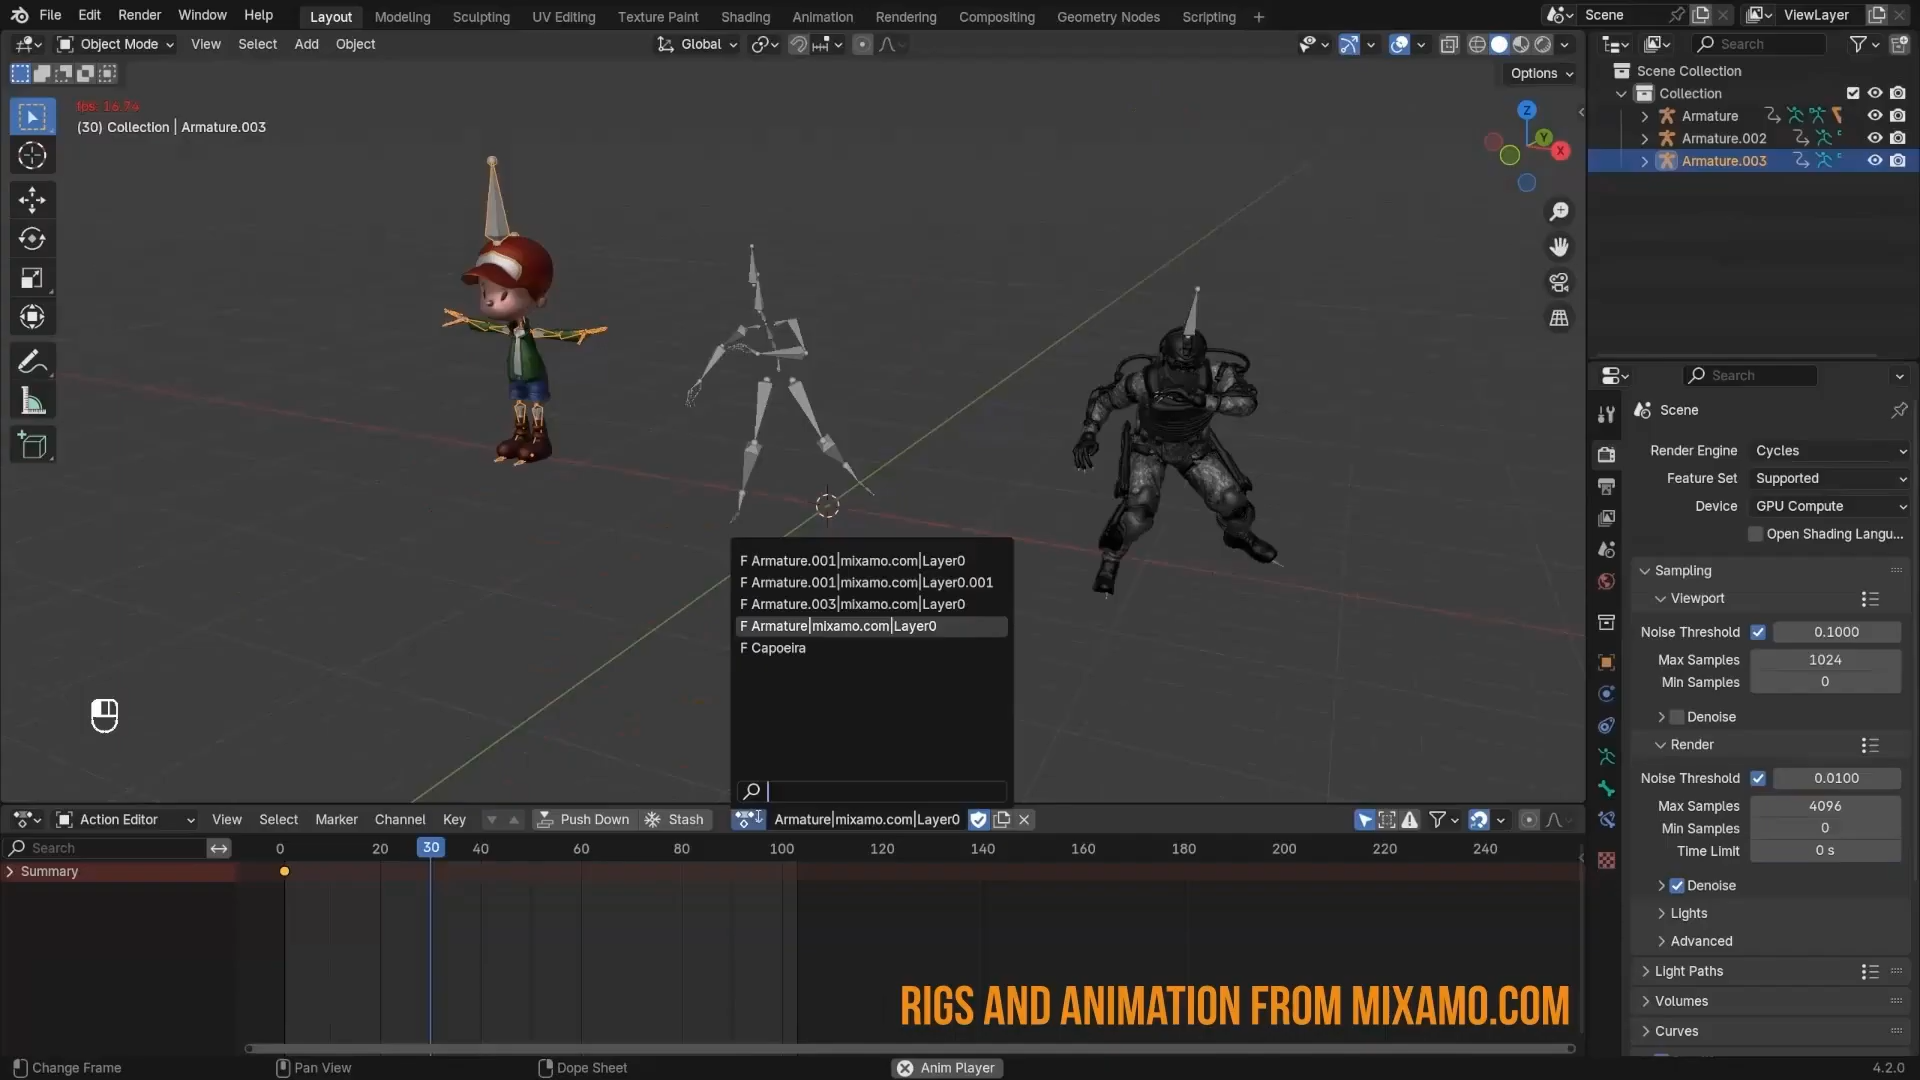 File Edit Render Window Help Layout Modeling Sculpting UV Editing Texture Paint Shading Animation Rendering Compositing Geometry Nodes Scripting + Scene ViewLayer
Object Mode View Select Add Object Global Search
Options
fps: 16.74
(30) Collection | Armature.003
Z
Y
X
Scene Collection
Collection
Armature
Armature.002
Armature.003
Search
Scene
Render Engine Cycles
Feature Set Supported
Device GPU Compute
Open Shading Langu...
Sampling
Viewport
Noise Threshold 0.1000
Max Samples 1024
Min Samples 0
Denoise
Render
Noise Threshold 0.0100
Max Samples 4096
Min Samples 0
Time Limit 0 s
Denoise
Lights
Advanced
Light Paths
Volumes
Curves
F Armature.001|mixamo.com|Layer0
F Armature.001|mixamo.com|Layer0.001
F Armature.003|mixamo.com|Layer0
F Armature|mixamo.com|Layer0
F Capoeira
Action Editor View Select Marker Channel Key Push Down Stash Armature|mixamo.com|Layer0
Search 0 20 30 40 60 80 100 120 140 160 180 200 220 240
Summary
RIGS AND ANIMATION FROM MIXAMO.COM
Change Frame Pan View Dope Sheet Anim Player 4.2.0